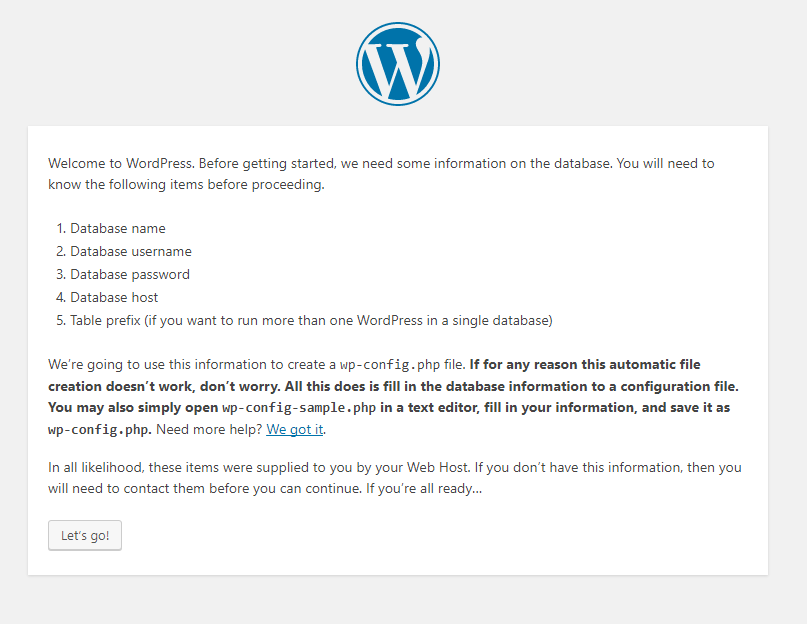 Welcome to WordPress. Before getting started, we need some information on the database. You will need to
know the following items before proceeding.
1. Database name
2. Database username
3. Database password
4. Database host
5. Table prefix (if you want to run more than one WordPress in a single database)
We’re going to use this information to create a wp-config.php file. If for any reason this automatic file
creation doesn’t work, don’t worry. All this does is fill in the database information to a configuration file.
You may also simply open wp-config-sample.php in a text editor, fill in your information, and save it as
wp-config.php. Need more help? We got it.
In all likelihood, these items were supplied to you by your Web Host. If you don’t have this information, then you
will need to contact them before you can continue. If you’re all ready…
Let’s go!